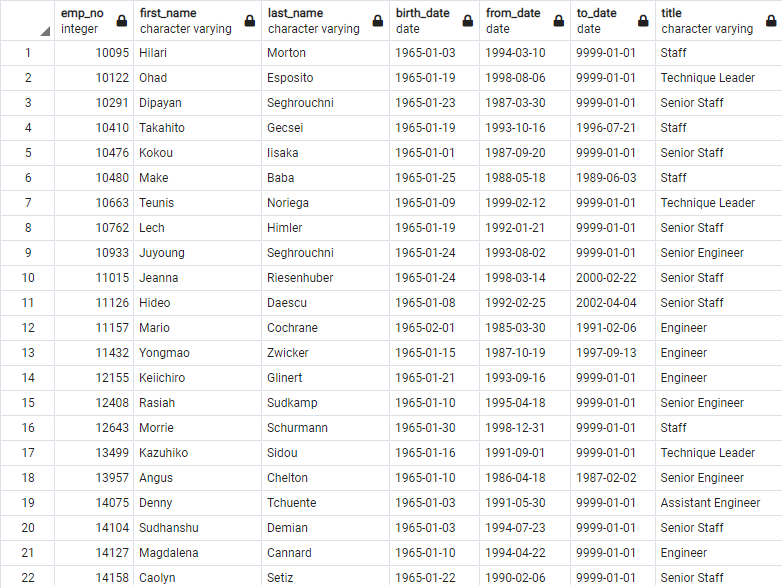 emp_no first_name last_name birth_date from_date to_date title
integer character varying character varying date date date character varying
1 10095 Hilari Morton 1965-01-03 1994-03-10 9999-01-01 Staff
2 10122 Ohad Esposito 1965-01-19 1998-08-06 9999-01-01 Technique Leader
3 10291 Dipayan Seghrouchni 1965-01-23 1987-03-30 9999-01-01 Senior Staff
4 10410 Takahito Gecsei 1965-01-19 1993-10-16 1996-07-21 Staff
5 10476 Kokou Iisaka 1965-01-01 1987-09-20 9999-01-01 Senior Staff
6 10480 Make Baba 1965-01-25 1988-05-18 1989-06-03 Staff
7 10663 Teunis Noriega 1965-01-09 1999-02-12 9999-01-01 Technique Leader
8 10762 Lech Himler 1965-01-19 1992-01-21 9999-01-01 Senior Staff
9 10933 Juyoung Seghrouchni 1965-01-24 1993-08-02 9999-01-01 Senior Engineer
10 11015 Jeanna Riesenhuber 1965-01-24 1998-03-14 2000-02-22 Senior Staff
11 11126 Hideo Daescu 1965-01-08 1992-02-25 2002-04-04 Senior Staff
12 11157 Mario Cochrane 1965-02-01 1985-03-30 1991-02-06 Engineer
13 11432 Yongmao Zwicker 1965-01-15 1987-10-19 1997-09-13 Engineer
14 12155 Keiichiro Glinert 1965-01-21 1993-09-16 9999-01-01 Engineer
15 12408 Rasiah Sudkamp 1965-01-10 1995-04-18 9999-01-01 Senior Engineer
16 12643 Morrie Schurmann 1965-01-30 1998-12-31 9999-01-01 Staff
17 13499 Kazuhiko Sidou 1965-01-16 1991-09-01 9999-01-01 Technique Leader
18 13957 Angus Chelton 1965-01-10 1986-04-18 1987-02-02 Senior Engineer
19 14075 Denny Tchuente 1965-01-03 1991-05-30 9999-01-01 Assistant Engineer
20 14104 Sudhanshu Demian 1965-01-03 1994-07-23 9999-01-01 Senior Staff
21 14127 Magdalena Cannard 1965-01-10 1994-04-22 9999-01-01 Engineer
22 14158 Caolyn Setiz 1965-01-22 1990-02-06 9999-01-01 Senior Staff